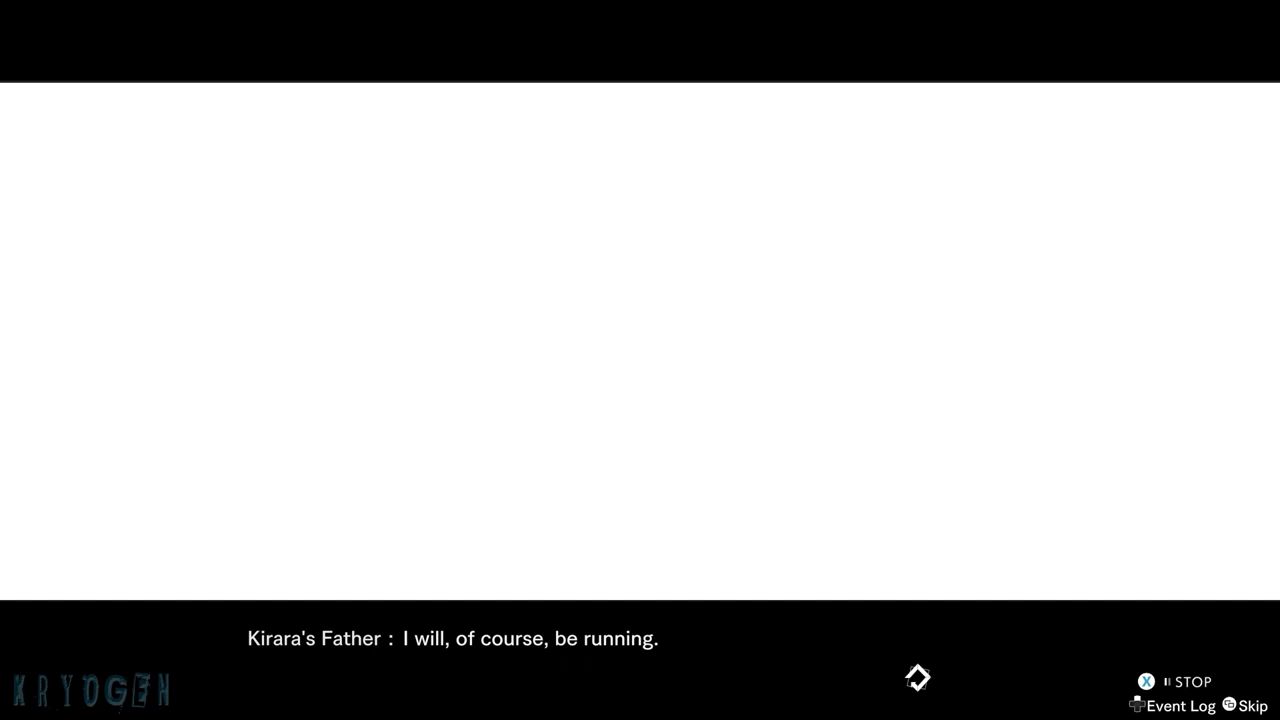 Kirara's Father : I will, of course, be running.
KRYOGEN
X STOP
Event Log Skip